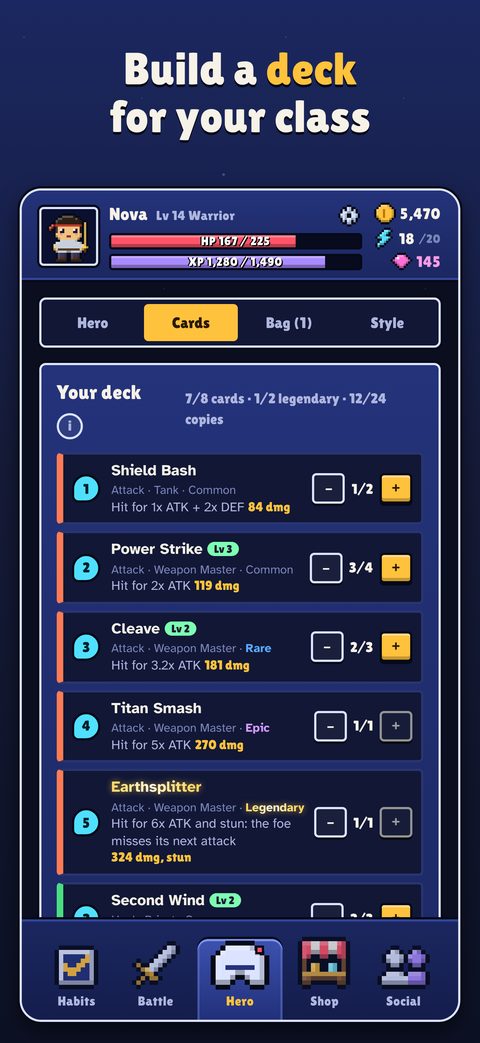 Build a deck
for your class
Nova Lv 14 Warrior
5,470
HP 167 / 225
18 /20
XP 1,280 / 1,490
145
Hero Cards Bag (1) Style
Your deck
7/8 cards · 1/2 legendary · 12/24
copies
i
1
Shield Bash
Attack · Tank · Common
Hit for 1x ATK + 2x DEF 84 dmg
− 1/2 +
2
Power Strike Lv 3
Attack · Weapon Master · Common
Hit for 2x ATK 119 dmg
− 3/4 +
3
Cleave Lv 2
Attack · Weapon Master · Rare
Hit for 3.2x ATK 181 dmg
− 2/3 +
4
Titan Smash
Attack · Weapon Master · Epic
Hit for 5x ATK 270 dmg
− 1/1 +
5
Earthsplitter
Attack · Weapon Master · Legendary
Hit for 6x ATK and stun: the foe
misses its next attack
324 dmg, stun
− 1/1 +
Second Wind Lv 2
Habits Battle Hero Shop Social